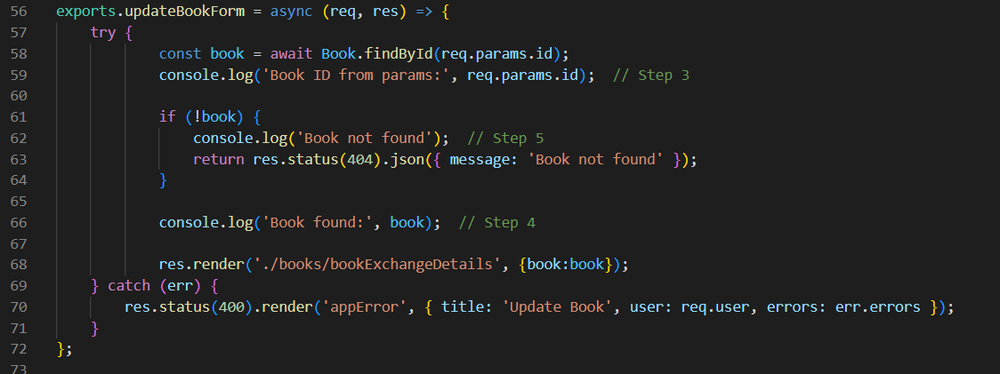 56 exports.updateBookForm = async (req, res) => {
57 try {
58 const book = await Book.findById(req.params.id);
59 console.log('Book ID from params:', req.params.id);  // Step 3
60
61 if (!book) {
62 console.log('Book not found');  // Step 5
63 return res.status(404).json({ message: 'Book not found' });
64 }
65
66 console.log('Book found:', book);  // Step 4
67
68 res.render('./books/bookExchangeDetails', {book:book});
69 } catch (err) {
70 res.status(400).render('appError', { title: 'Update Book', user: req.user, errors: err.errors });
71 }
72 };
73